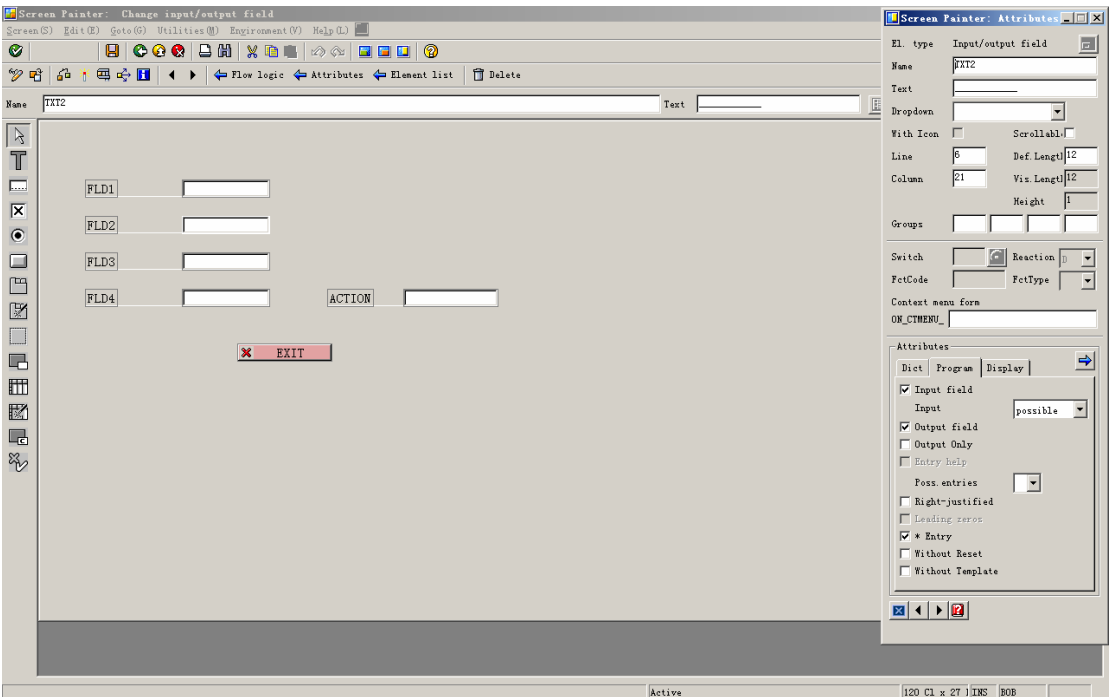 Screen Painter: Change input/output field
Screen(S) Edit(E) Goto(G) Utilities(M) Environment(V) Help(L)
Flow logic Attributes Element list Delete
Name TXT2 Text ____________
FLD1
FLD2
FLD3
FLD4 ACTION
EXIT
Active 120 Cl x 27 INS BOB
Screen Painter: Attributes
El. type Input/output field
Name TXT2
Text ____________
Dropdown
With Icon Scrollabl
Line 6 Def.Lengtl 12
Column 21 Vis.Lengtl 12
Height 1
Groups
Switch Reaction D
FctCode FctType
Context menu form
ON_CTMENU_
Attributes
Dict Program Display
Input field
Input possible
Output field
Output Only
Entry help
Poss.entries
Right-justified
Leading zeros
* Entry
Without Reset
Without Template